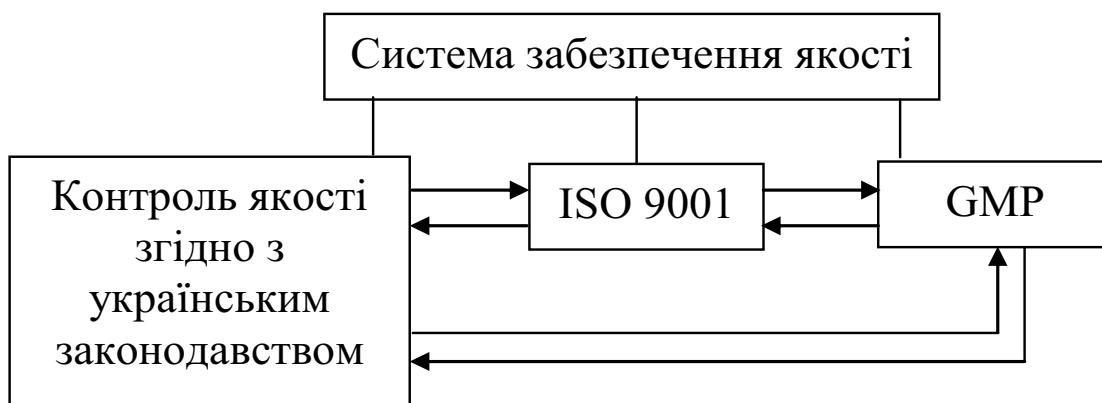 Система забезпечення якості
Контроль якості
згідно з
українським
законодавством
ISO 9001
GMP